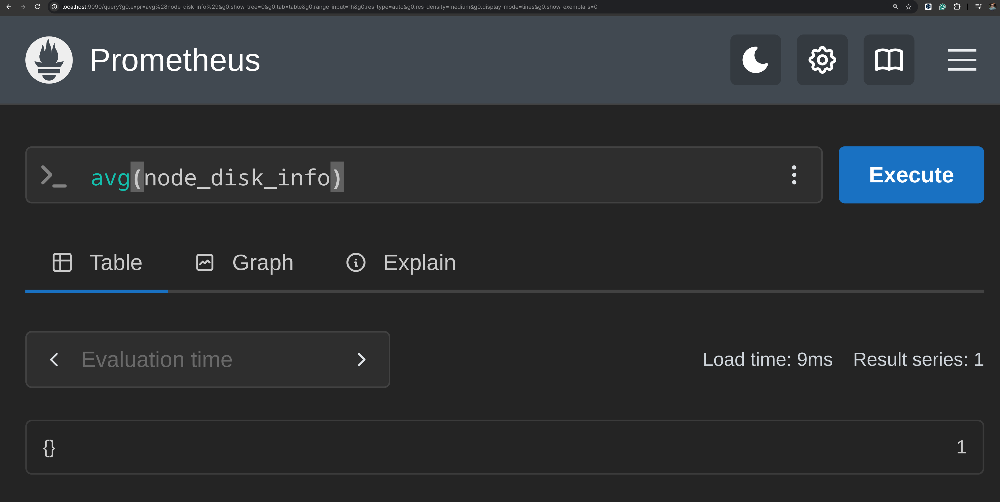 localhost:9090/query?g0.expr=avg%28node_disk_info%29&g0.show_tree=0&g0.tab=table&g0.range_input=1h&g0.res_type=auto&g0.res_density=medium&g0.display_mode=lines&g0.show_exemplars=0
Prometheus
avg(node_disk_info)
Execute
Table Graph Explain
Evaluation time
Load time: 9ms Result series: 1
{} 1